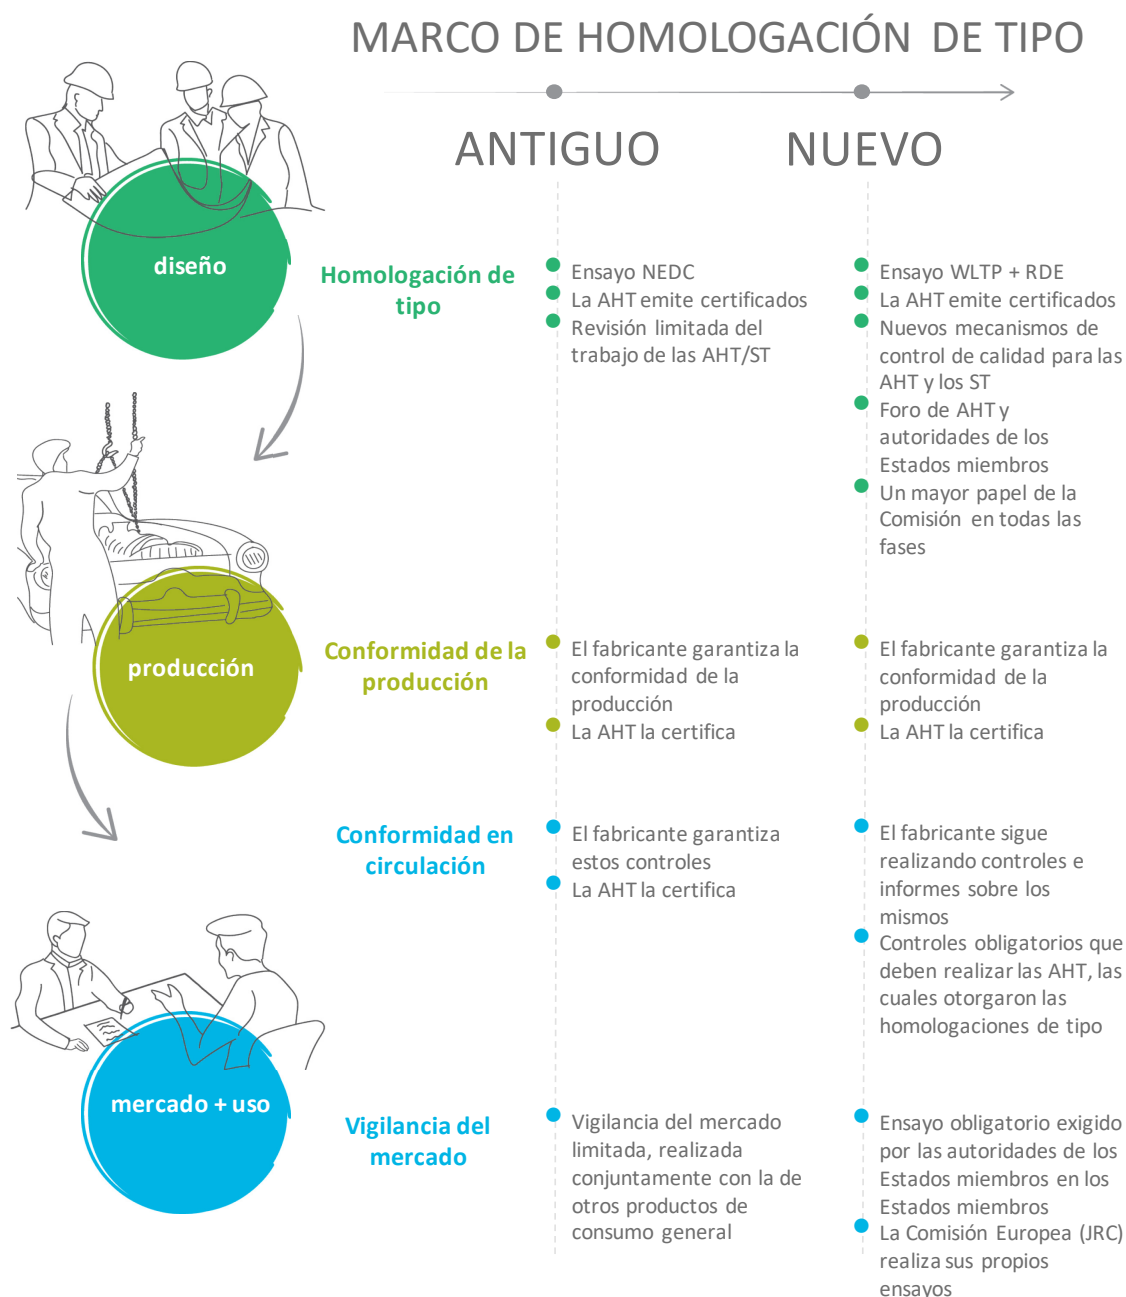 MARCO DE HOMOLOGACIÓN DE TIPO
ANTIGUO
NUEVO
diseño
Homologación de
tipo
Ensayo NEDC
La AHT emite certificados
Revisión limitada del
trabajo de las AHT/ST
Ensayo WLTP + RDE
La AHT emite certificados
Nuevos mecanismos de
control de calidad para las
AHT y los ST
Foro de AHT y
autoridades de los
Estados miembros
Un mayor papel de la
Comisión en todas las
fases
producción
Conformidad de la
producción
El fabricante garantiza la
conformidad de la
producción
La AHT la certifica
El fabricante garantiza la
conformidad de la
producción
La AHT la certifica
Conformidad en
circulación
El fabricante garantiza
estos controles
La AHT la certifica
El fabricante sigue
realizando controles e
informes sobre los
mismos
Controles obligatorios que
deben realizar las AHT, las
cuales otorgaron las
homologaciones de tipo
mercado + uso
Vigilancia del
mercado
Vigilancia del mercado
limitada, realizada
conjuntamente con la de
otros productos de
consumo general
Ensayo obligatorio exigido
por las autoridades de los
Estados miembros en los
Estados miembros
La Comisión Europea (JRC)
realiza sus propios
ensayos